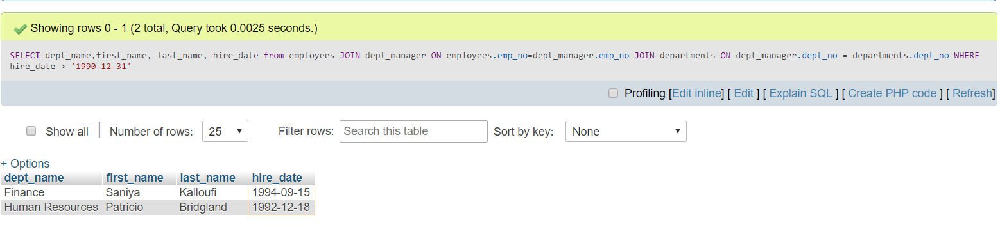 Showing rows 0 - 1 (2 total, Query took 0.0025 seconds.)
SELECT dept_name,first_name, last_name, hire_date from employees JOIN dept_manager ON employees.emp_no=dept_manager.emp_no JOIN departments ON dept_manager.dept_no = departments.dept_no WHERE
hire_date > '1990-12-31'
Profiling [Edit inline] [ Edit ] [ Explain SQL ] [ Create PHP code ] [ Refresh]
Show all | Number of rows: 25 Filter rows: Search this table Sort by key: None
+ Options
dept_name first_name last_name hire_date
Finance Saniya Kalloufi 1994-09-15
Human Resources Patricio Bridgland 1992-12-18